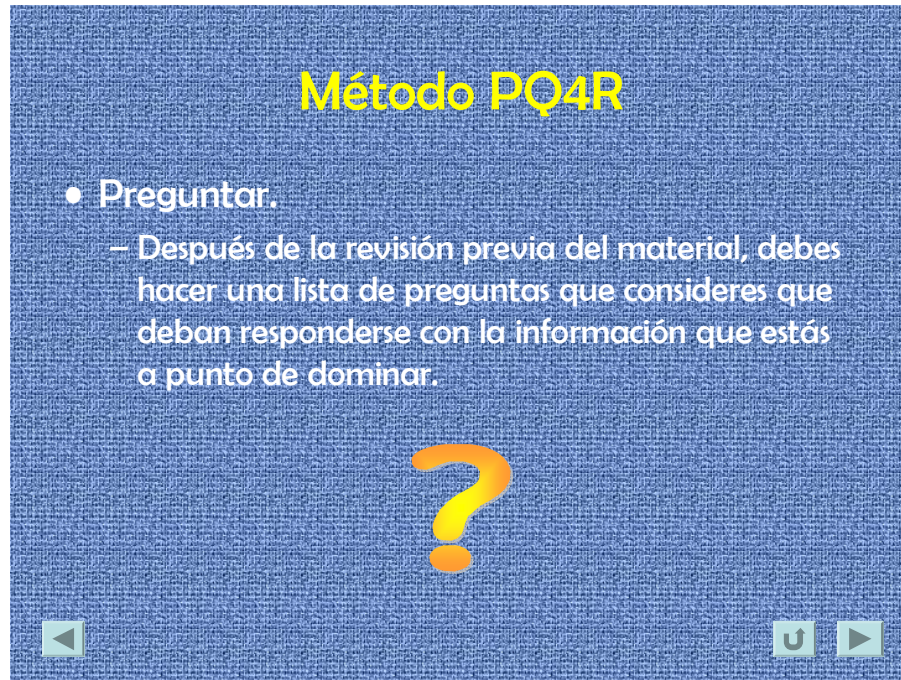 Método PQ4R
• Preguntar.
– Después de la revisión previa del material, debes
hacer una lista de preguntas que consideres que
deban responderse con la información que estás
a punto de dominar.
?